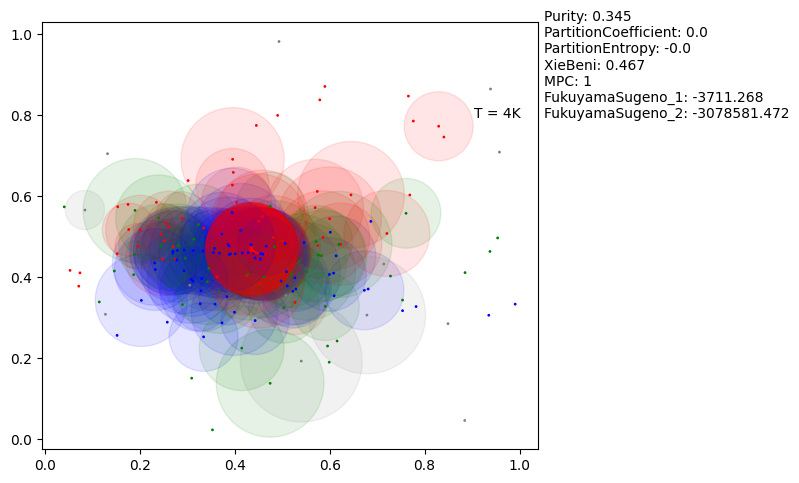 Purity: 0.345
PartitionCoefficient: 0.0
PartitionEntropy: -0.0
XieBeni: 0.467
MPC: 1
FukuyamaSugeno_1: -3711.268
FukuyamaSugeno_2: -3078581.472
T = 4K
1.0
0.8
0.6
0.4
0.2
0.0
0.0 0.2 0.4 0.6 0.8 1.0